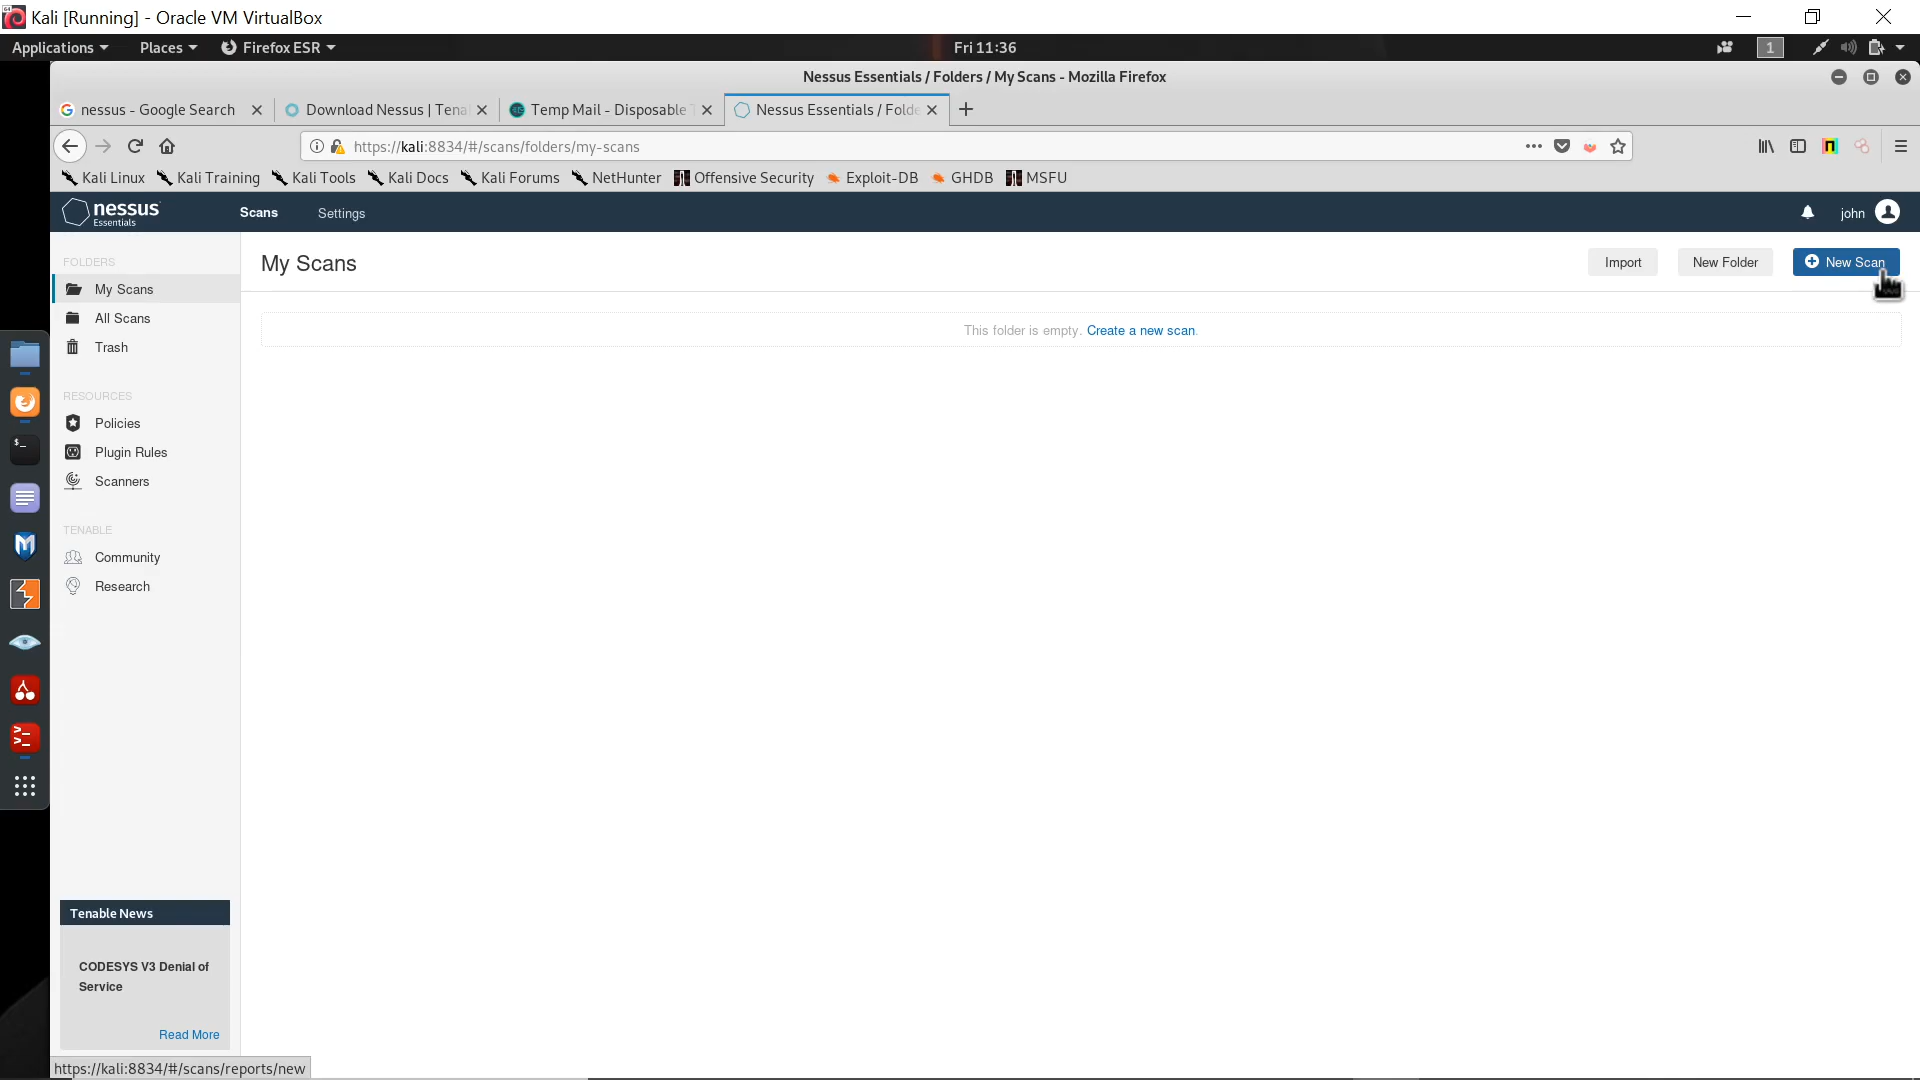 Kali [Running] - Oracle VM VirtualBox
Applications Places Firefox ESR Fri 11:36 1
Nessus Essentials / Folders / My Scans - Mozilla Firefox
nessus - Google Search Download Nessus | Tena Temp Mail - Disposable T Nessus Essentials / Folde
https://kali:8834/#/scans/folders/my-scans
Kali Linux Kali Training Kali Tools Kali Docs Kali Forums NetHunter Offensive Security Exploit-DB GHDB MSFU
nessus Essentials Scans Settings john
FOLDERS
My Scans Import New Folder New Scan
My Scans
All Scans
This folder is empty. Create a new scan.
Trash
RESOURCES
Policies
Plugin Rules
Scanners
TENABLE
Community
Research
Tenable News
CODESYS V3 Denial of
Service
Read More
https://kali:8834/#/scans/reports/new